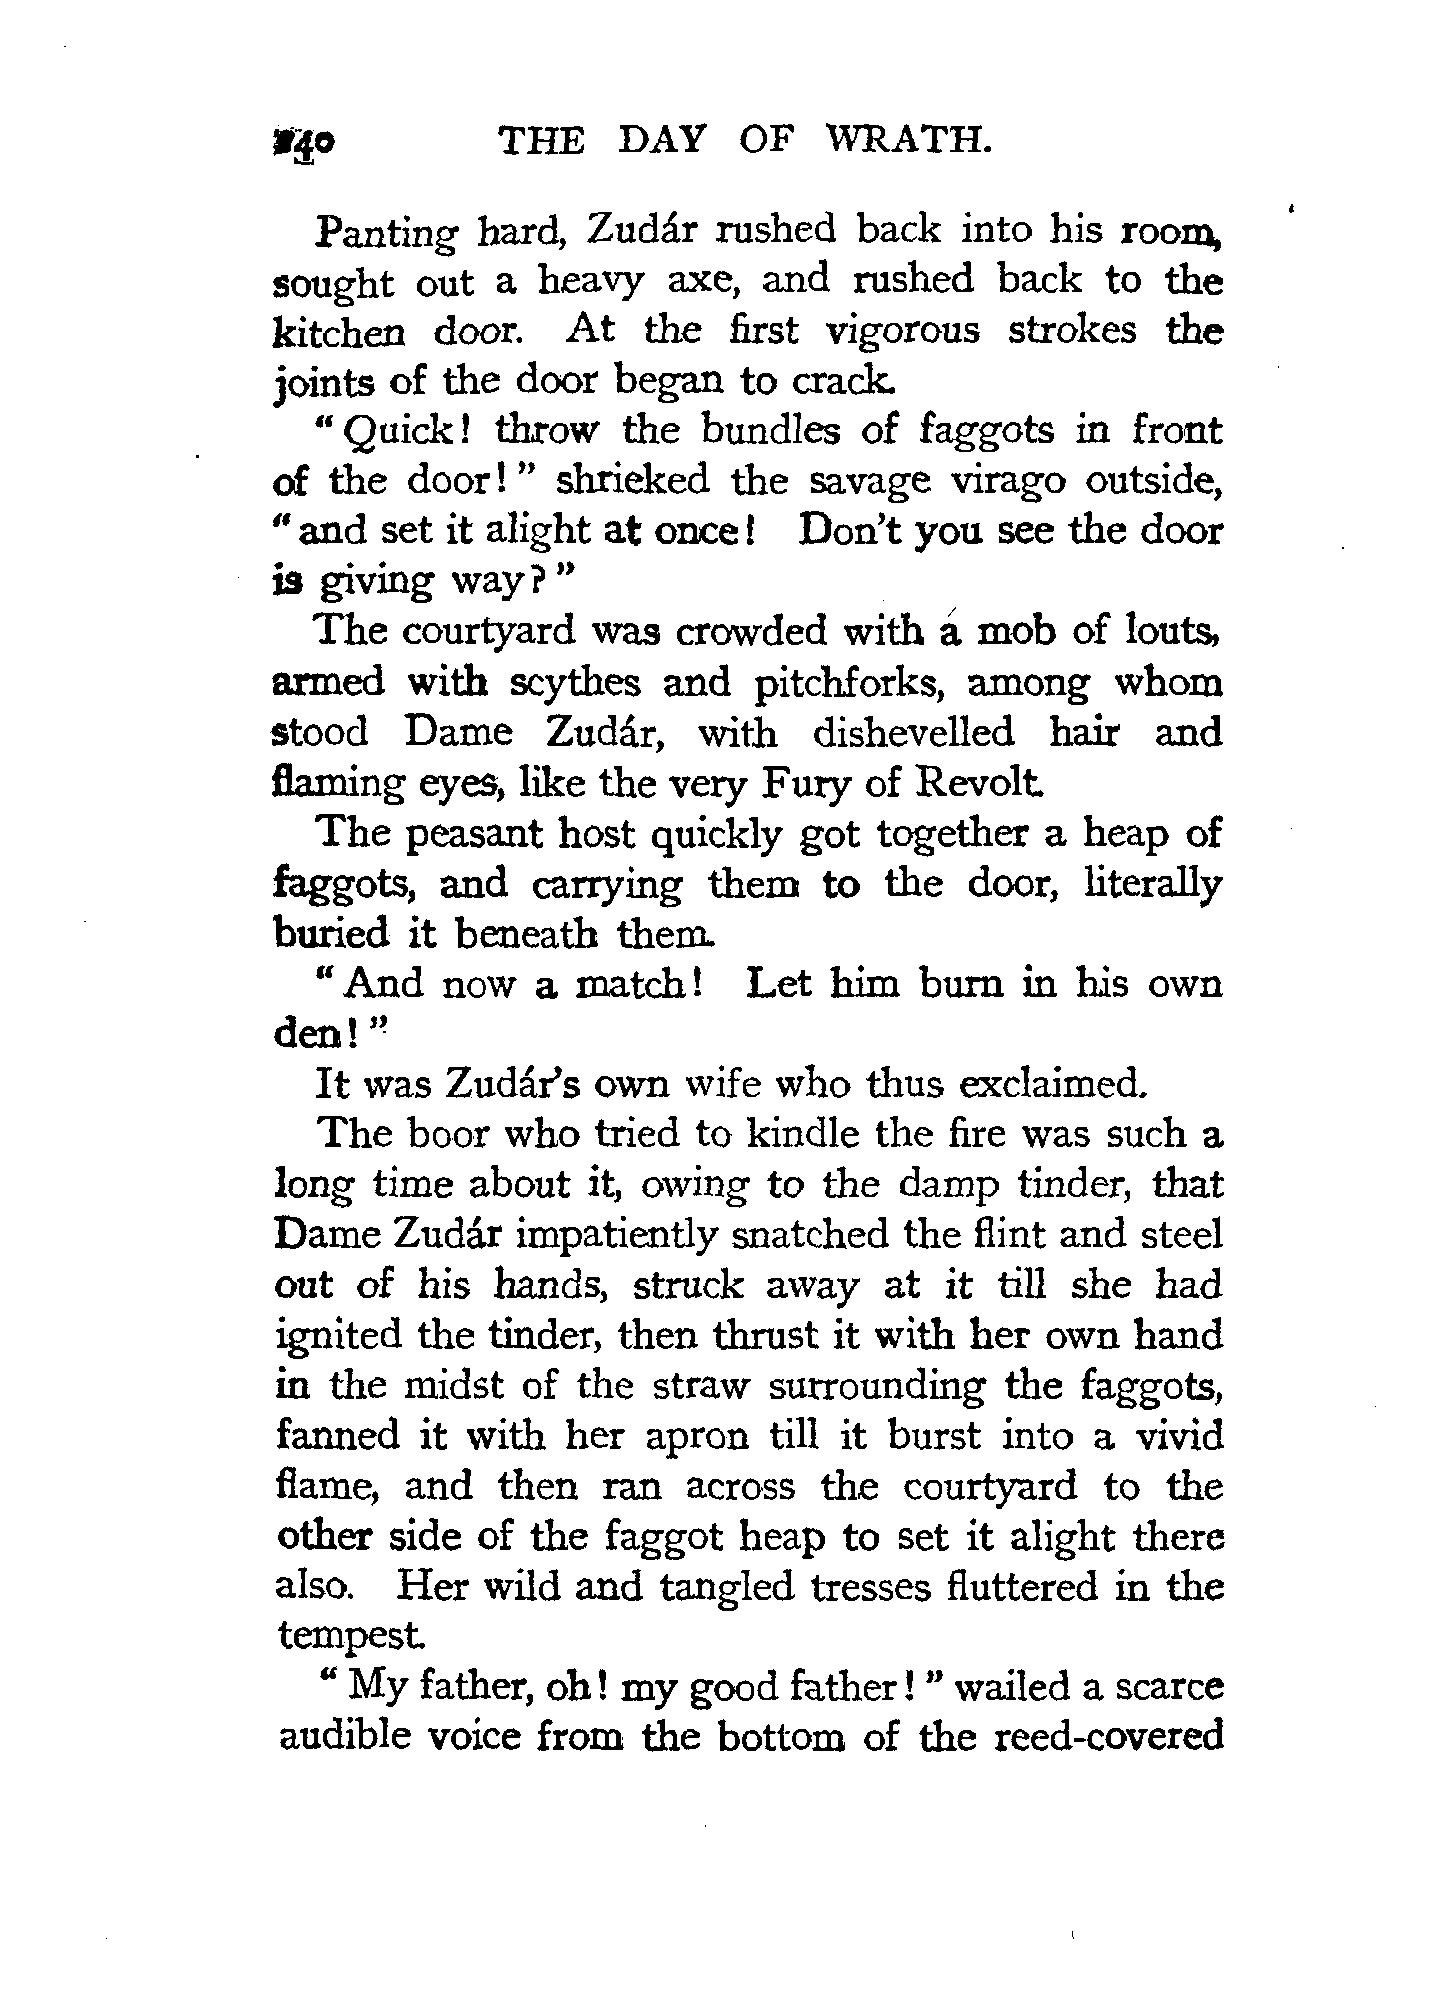 240 THE DAY OF WRATH.
Panting hard, Zudár rushed back into his room,
sought out a heavy axe, and rushed back to the
kitchen door. At the first vigorous strokes the
joints of the door began to crack.
“Quick! throw the bundles of faggots in front
of the door!” shrieked the savage virago outside,
“and set it alight at once! Don't you see the door
is giving way?”
The courtyard was crowded with a mob of louts,
armed with scythes and pitchforks, among whom
stood Dame Zudár, with dishevelled hair and
flaming eyes, like the very Fury of Revolt.
The peasant host quickly got together a heap of
faggots, and carrying them to the door, literally
buried it beneath them.
“And now a match! Let him burn in his own
den!”
It was Zudár's own wife who thus exclaimed.
The boor who tried to kindle the fire was such a
long time about it, owing to the damp tinder, that
Dame Zudár impatiently snatched the flint and steel
out of his hands, struck away at it till she had
ignited the tinder, then thrust it with her own hand
in the midst of the straw surrounding the faggots,
fanned it with her apron till it burst into a vivid
flame, and then ran across the courtyard to the
other side of the faggot heap to set it alight there
also. Her wild and tangled tresses fluttered in the
tempest.
“My father, oh! my good father!” wailed a scarce
audible voice from the bottom of the reed-covered